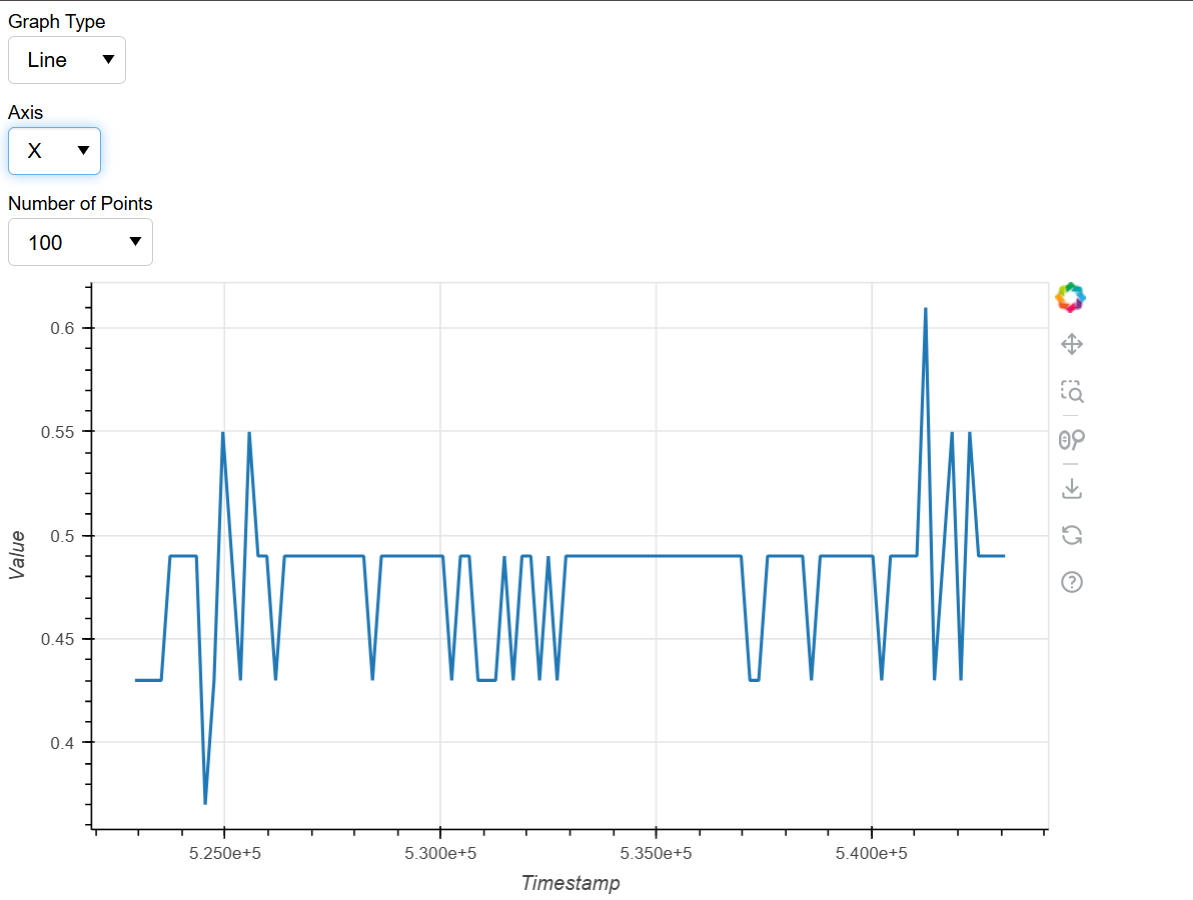 Graph Type
Line
Axis
X
Number of Points
100
0.6
0.55
0.5
0.45
0.4
Value
5.250e+5 5.300e+5 5.350e+5 5.400e+5
Timestamp